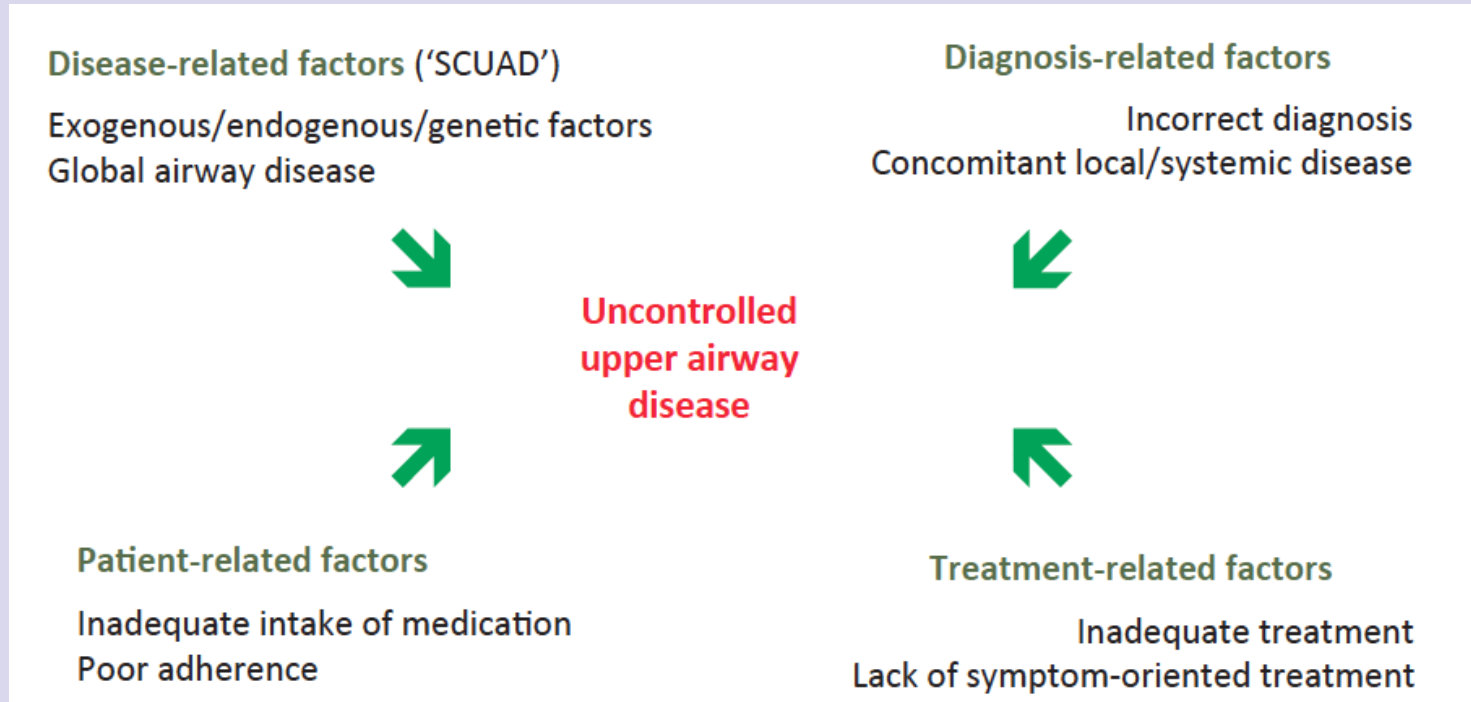 Disease-related factors (‘SCUAD’)
Exogenous/endogenous/genetic factors
Global airway disease
Diagnosis-related factors
Incorrect diagnosis
Concomitant local/systemic disease
Uncontrolled
upper airway
disease
Patient-related factors
Inadequate intake of medication
Poor adherence
Treatment-related factors
Inadequate treatment
Lack of symptom-oriented treatment